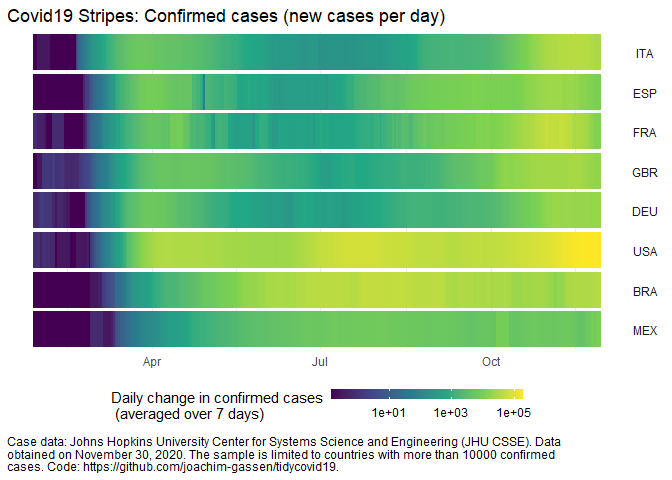 Covid19 Stripes: Confirmed cases (new cases per day)
ITA
ESP
FRA
GBR
DEU
USA
BRA
MEX
Apr Jul Oct
Daily change in confirmed cases
(averaged over 7 days)
1e+01 1e+03 1e+05
Case data: Johns Hopkins University Center for Systems Science and Engineering (JHU CSSE). Data
obtained on November 30, 2020. The sample is limited to countries with more than 10000 confirmed
cases. Code: https://github.com/joachim-gassen/tidycovid19.